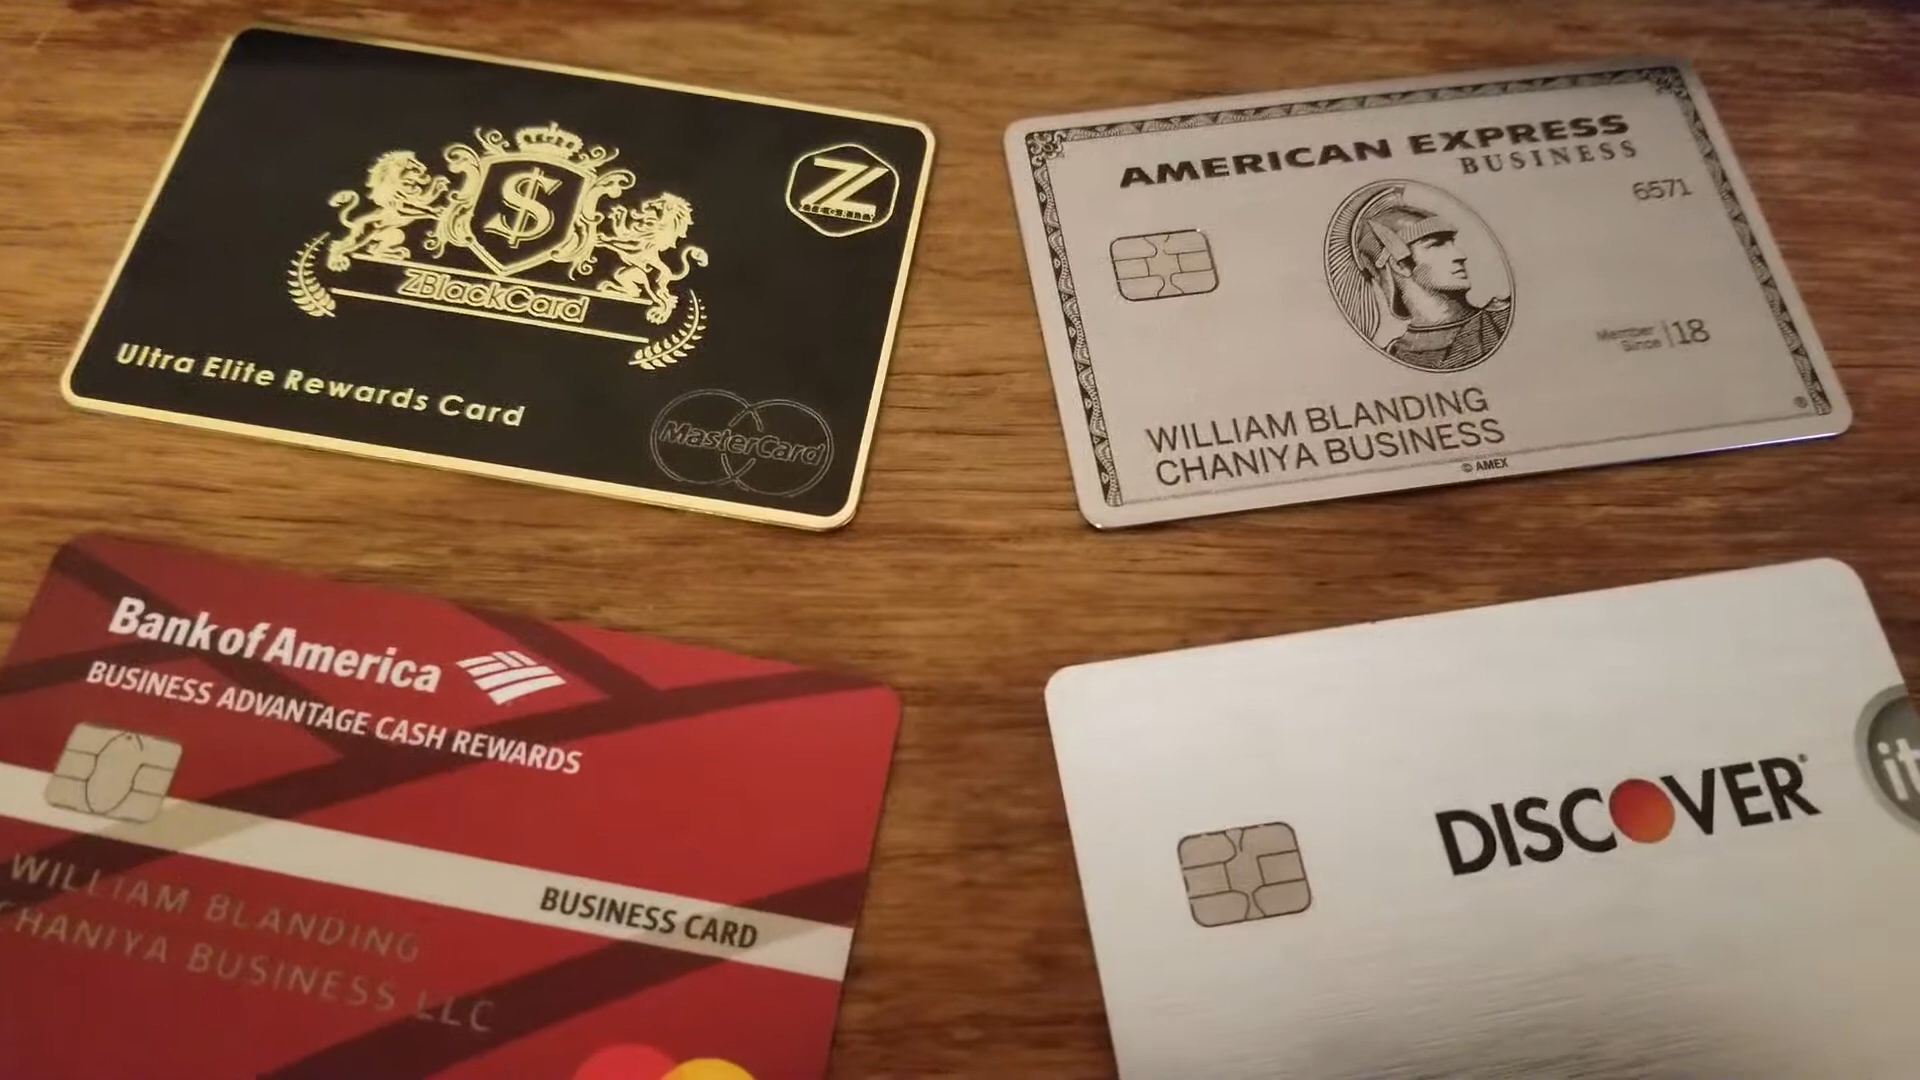 $
ZBlackCard
Z
Ultra Elite Rewards Card
MasterCard
AMERICAN EXPRESS
BUSINESS
6571
Member
Since 18
WILLIAM BLANDING
CHANIYA BUSINESS
© AMEX
®
Bank of America
BUSINESS ADVANTAGE CASH REWARDS
BUSINESS CARD
WILLIAM BLANDING
CHANIYA BUSINESS LLC
DISCOVER®
it